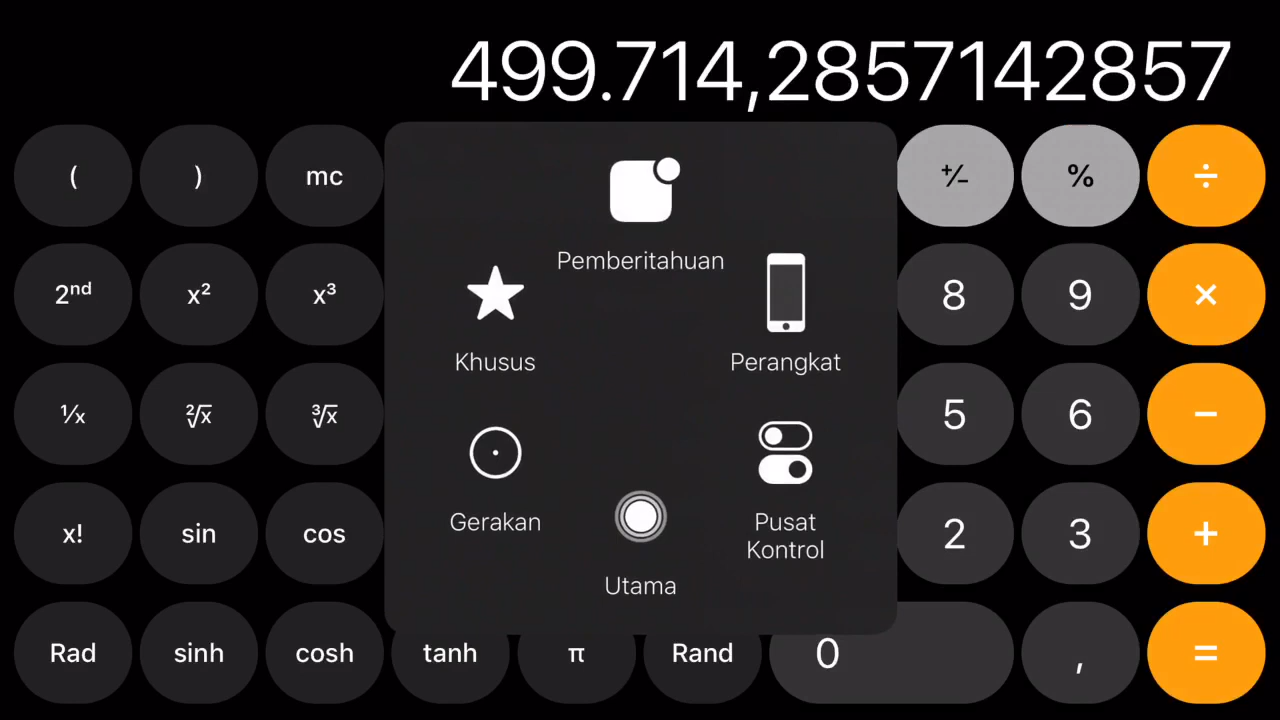 499.714,2857142857
( ) mc ⁺∕₋ % ÷
Pemberitahuan
2ⁿᵈ x² x³ 8 9 ×
Khusus Perangkat
¹∕x ²√x ³√x 5 6 −
Gerakan Pusat
Kontrol
x! sin cos 2 3 +
Utama
Rad sinh cosh tanh π Rand 0 , =